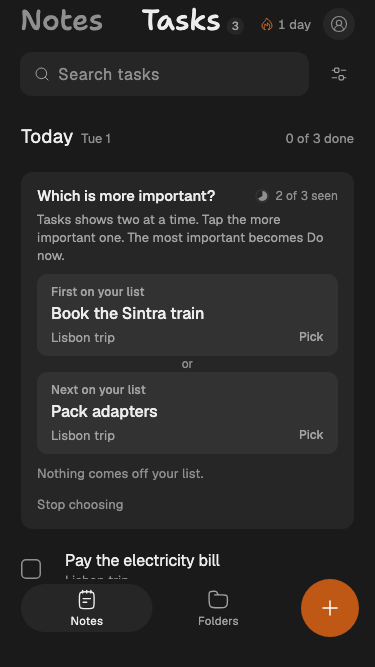 Notes Tasks 3 1 day
Search tasks
Today Tue 1 0 of 3 done
Which is more important? 2 of 3 seen
Tasks shows two at a time. Tap the more
important one. The most important becomes Do
now.
First on your list
Book the Sintra train
Lisbon trip Pick
or
Next on your list
Pack adapters
Lisbon trip Pick
Nothing comes off your list.
Stop choosing
Pay the electricity bill
Lisbon trip
Notes Folders